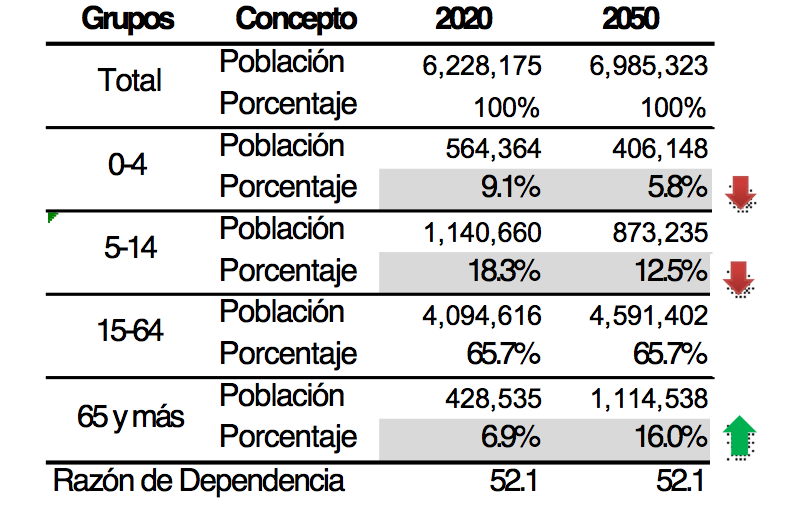 Grupos Concepto 2020 2050
Total Población 6,228,175 6,985,323
Porcentaje 100% 100%
0-4 Población 564,364 406,148
Porcentaje 9.1% 5.8%
5-14 Población 1,140,660 873,235
Porcentaje 18.3% 12.5%
15-64 Población 4,094,616 4,591,402
Porcentaje 65.7% 65.7%
65 y más Población 428,535 1,114,538
Porcentaje 6.9% 16.0%
Razón de Dependencia 52.1 52.1